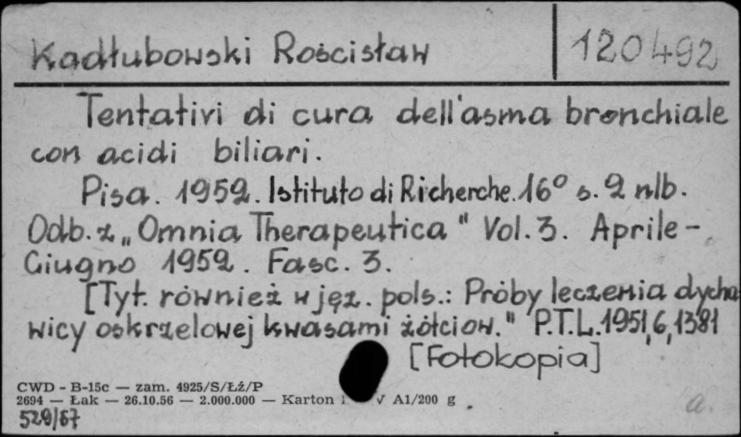 Kadłubowski Rościsław 120492
Tentativi di cura dell'asma bronchiale
con acidi biliari.
Pisa. 1952. Istituto di Richerche. 16° s. 2 nlb.
Odb. z „Omnia Therapeutica" Vol. 3. Aprile-
Giugno 1952. Fasc. 3.
[Tyt. również w jęz. pols.: Próby leczenia dycha
wicy oskrzelowej kwasami żółciow." P.T.L. 1951,6,1381
[Fotokopia]
CWD - B-15c — zam. 4925/S/Łż/P
2694 — Łak — 26.10.56 — 2.000.000 — Karton V A1/200 g
529/67
a.